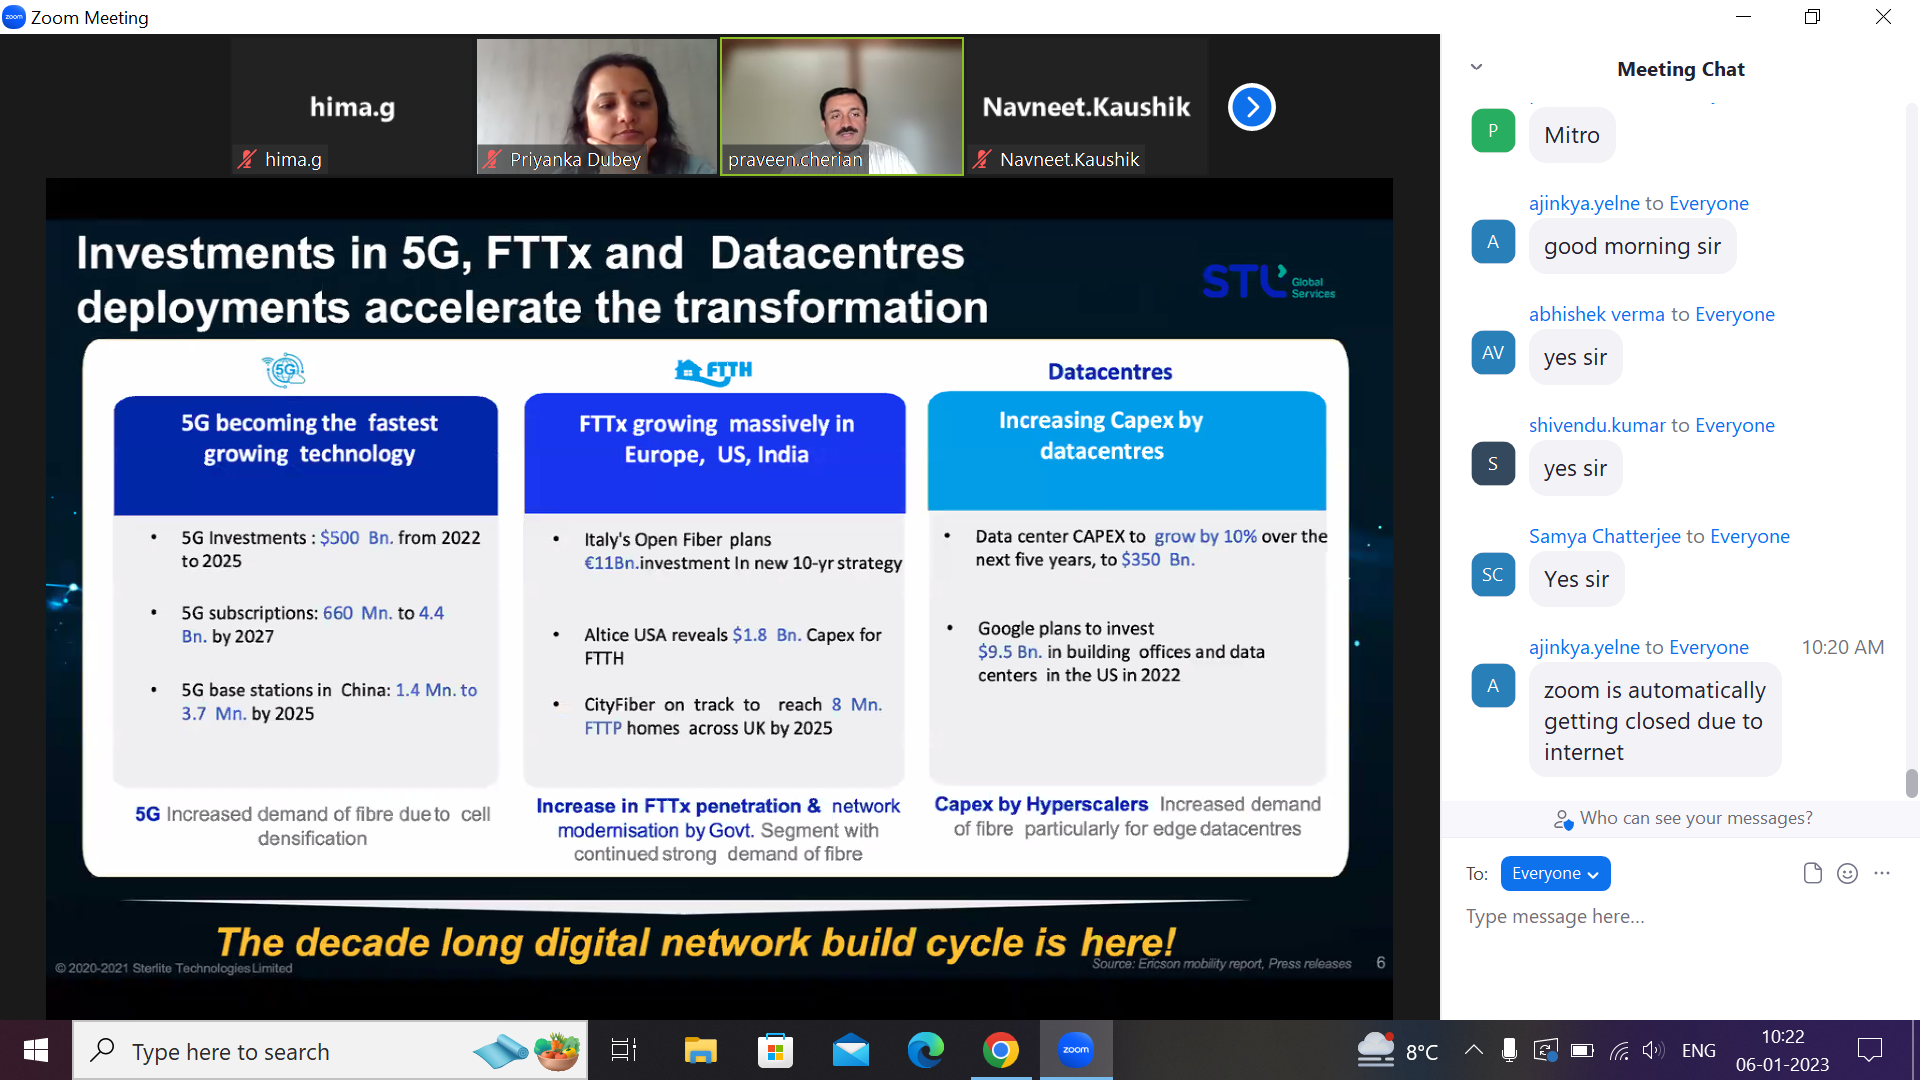 zoom
Zoom Meeting
hima.g
hima.g
Priyanka Dubey
praveen.cherian
Navneet.Kaushik
Navneet.Kaushik
Investments in 5G, FTTx and Datacentres
deployments accelerate the transformation
STL Global
Services
5G
5G becoming the fastest
growing technology
5G Investments : $500 Bn. from 2022
to 2025
5G subscriptions: 660 Mn. to 4.4
Bn. by 2027
5G base stations in China: 1.4 Mn. to
3.7 Mn. by 2025
5G Increased demand of fibre due to cell
densification
FTTH
FTTx growing massively in
Europe, US, India
Italy's Open Fiber plans
€11Bn.investment In new 10-yr strategy
Altice USA reveals $1.8 Bn. Capex for
FTTH
CityFiber on track to reach 8 Mn.
FTTP homes across UK by 2025
Increase in FTTx penetration & network
modernisation by Govt. Segment with
continued strong demand of fibre
Datacentres
Increasing Capex by
datacentres
Data center CAPEX to grow by 10% over the
next five years, to $350 Bn.
Google plans to invest
$9.5 Bn. in building offices and data
centers in the US in 2022
Capex by Hyperscalers Increased demand
of fibre particularly for edge datacentres
The decade long digital network build cycle is here!
© 2020-2021 Sterlite Technologies Limited
Source: Ericson mobility report, Press releases
6
Meeting Chat
P
Mitro
ajinkya.yelne to Everyone
A
good morning sir
abhishek verma to Everyone
AV
yes sir
shivendu.kumar to Everyone
S
yes sir
Samya Chatterjee to Everyone
SC
Yes sir
ajinkya.yelne to Everyone 10:20 AM
A
zoom is automatically
getting closed due to
internet
Who can see your messages?
To: Everyone
Type message here...
Type here to search
zoom
8°C
ENG
10:22
06-01-2023